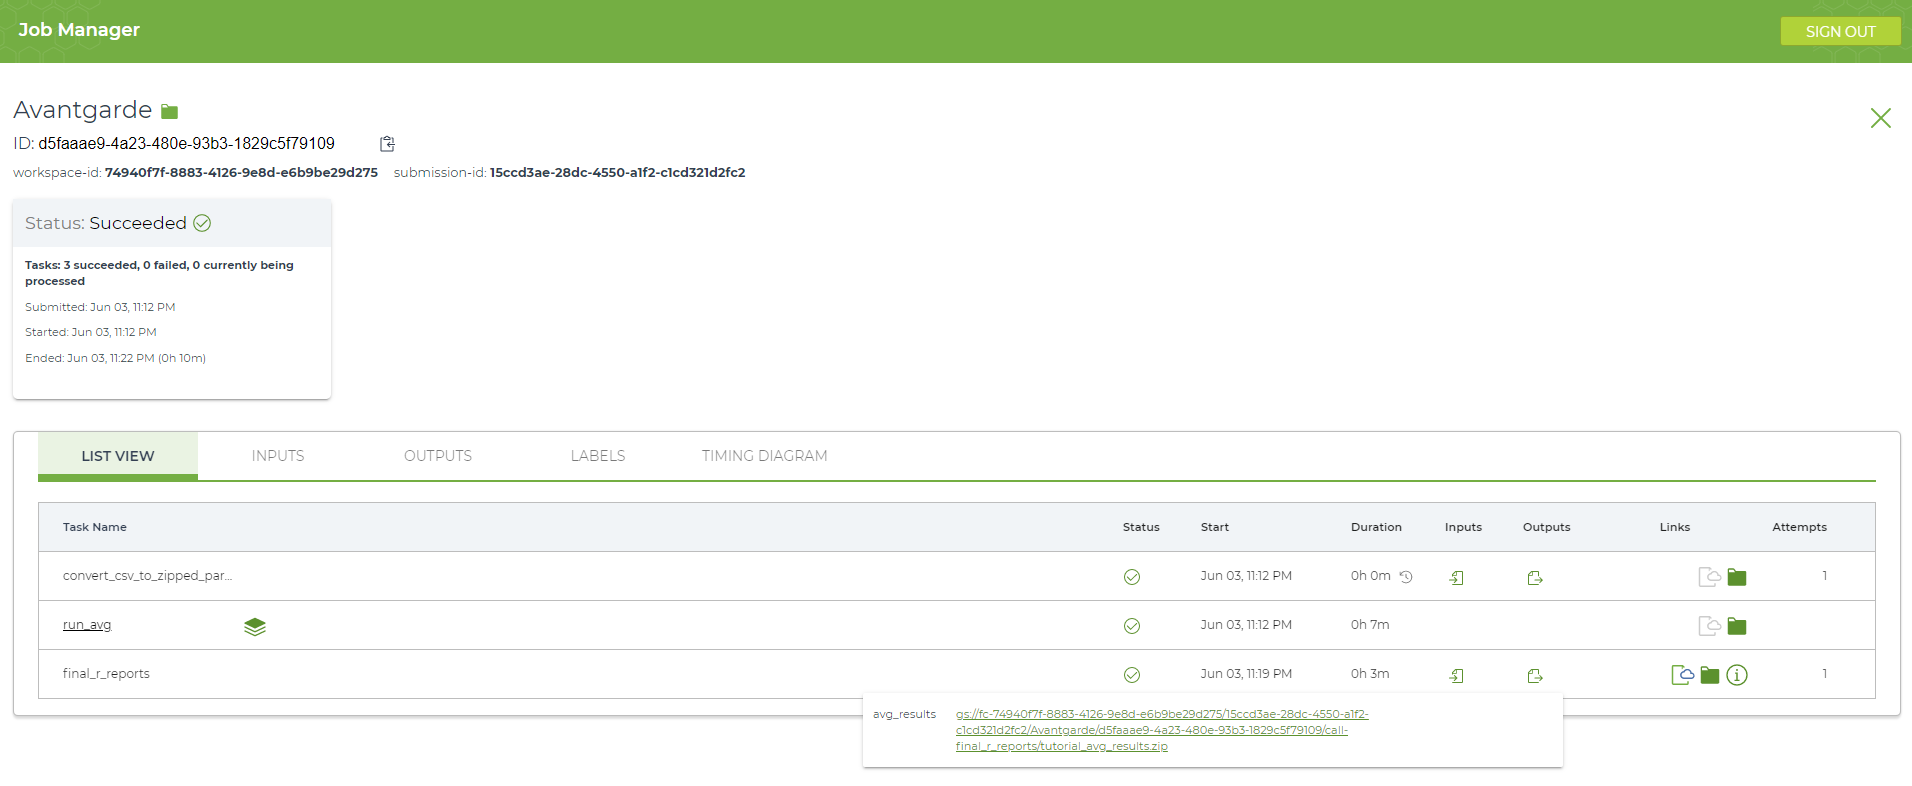 Job Manager
SIGN OUT
Avantgarde
ID: d5faaae9-4a23-480e-93b3-1829c5f79109
workspace-id: 74940f7f-8883-4126-9e8d-e6b9be29d275 submission-id: 15ccd3ae-28dc-4550-a1f2-c1cd321d2fc2
Status: Succeeded
Tasks: 3 succeeded, 0 failed, 0 currently being
processed
Submitted: Jun 03, 11:12 PM
Started: Jun 03, 11:12 PM
Ended: Jun 03, 11:22 PM (0h 10m)
LIST VIEW INPUTS OUTPUTS LABELS TIMING DIAGRAM
Task Name Status Start Duration Inputs Outputs Links Attempts
convert_csv_to_zipped_par... Jun 03, 11:12 PM 0h 0m 1
run_avg Jun 03, 11:12 PM 0h 7m
final_r_reports Jun 03, 11:19 PM 0h 3m 1
avg_results gs://fc-74940f7f-8883-4126-9e8d-e6b9be29d275/15ccd3ae-28dc-4550-a1f2-
c1cd321d2fc2/Avantgarde/d5faaae9-4a23-480e-93b3-1829c5f79109/call-
final_r_reports/tutorial_avg_results.zip